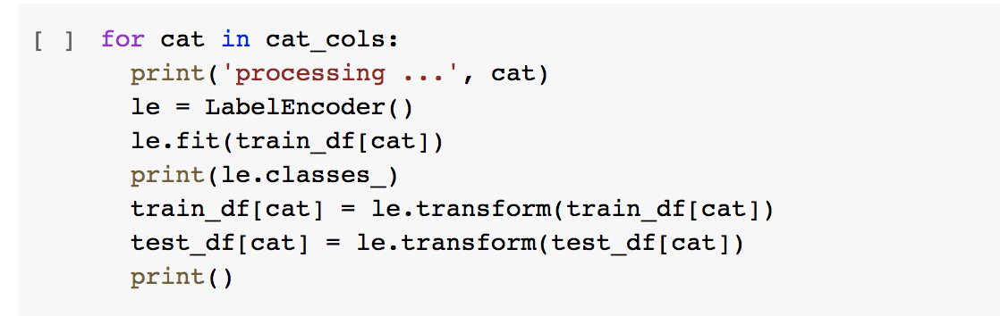 [ ] for cat in cat_cols:
print('processing ...', cat)
le = LabelEncoder()
le.fit(train_df[cat])
print(le.classes_)
train_df[cat] = le.transform(train_df[cat])
test_df[cat] = le.transform(test_df[cat])
print()